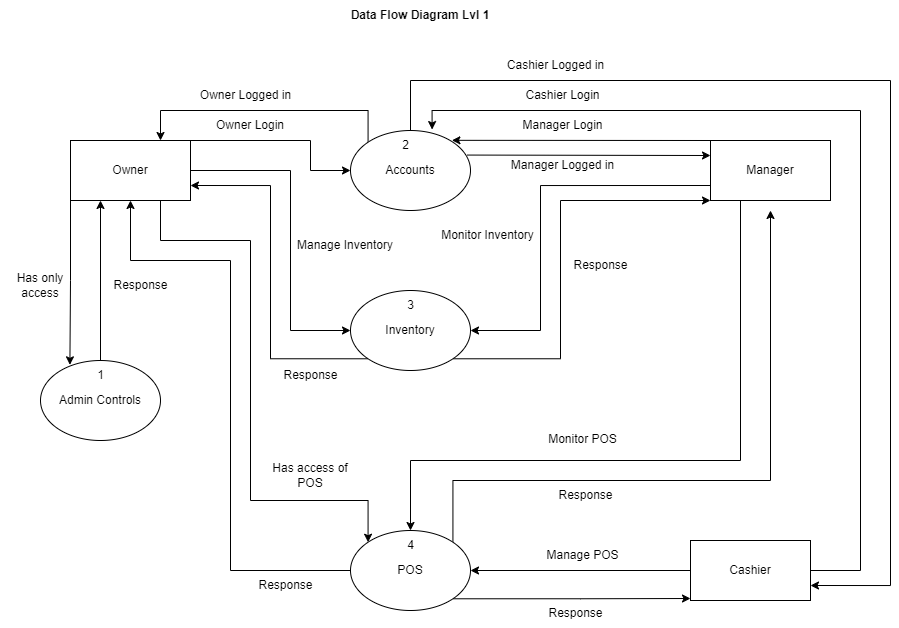 Data Flow Diagram Lvl 1
Cashier Logged in
Owner Logged in
Cashier Login
Owner Login
Manager Login
2
Accounts
Manager Logged in
Owner
Manager
Manage Inventory
Monitor Inventory
Response
Has only
access
Response
3
Inventory
Response
1
Admin Controls
Monitor POS
Has access of
POS
Response
4
POS
Manage POS
Cashier
Response
Response